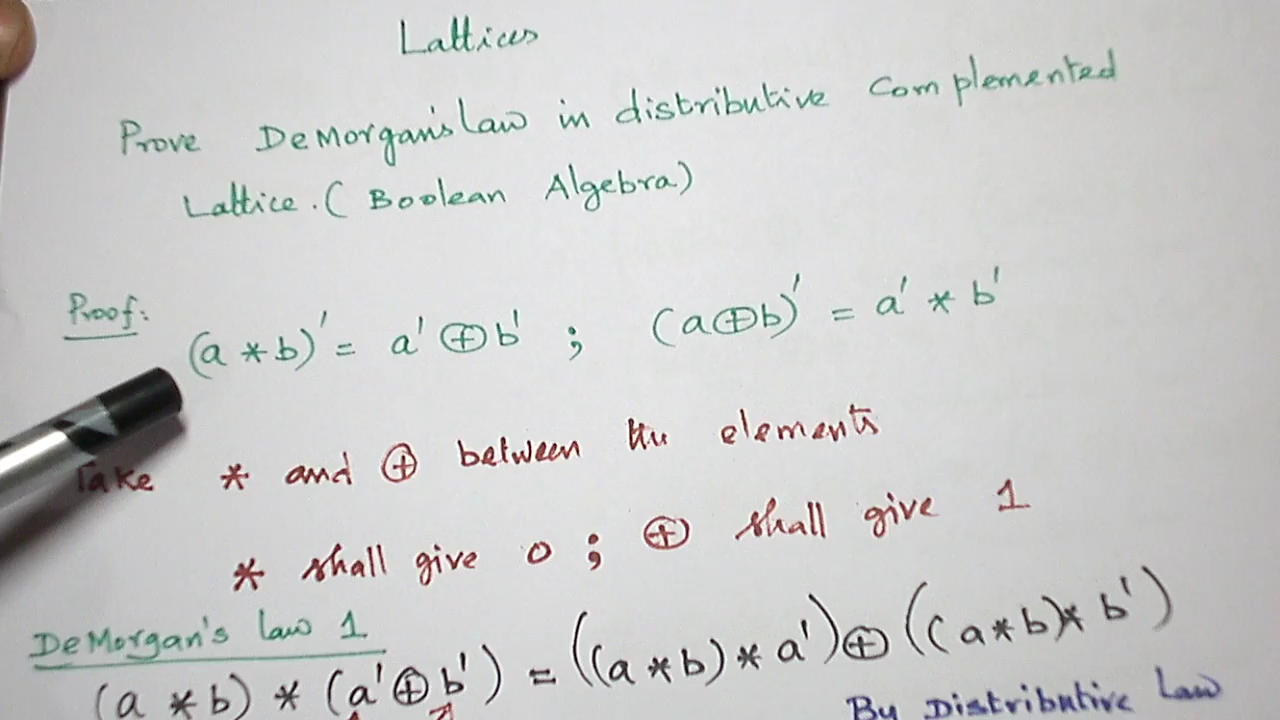 Lattices
Prove DeMorgan's law in distributive Complemented
Lattice. (Boolean Algebra)
Proof:
(a * b)' = a' ⊕ b' ; (a⊕b)' = a' * b'
Take * and ⊕ between the elements
* shall give 0 ; ⊕ shall give 1
DeMorgan's law 1
(a * b) * (a' ⊕ b') = ((a * b) * a') ⊕ ((a * b) * b')
By Distributive Law